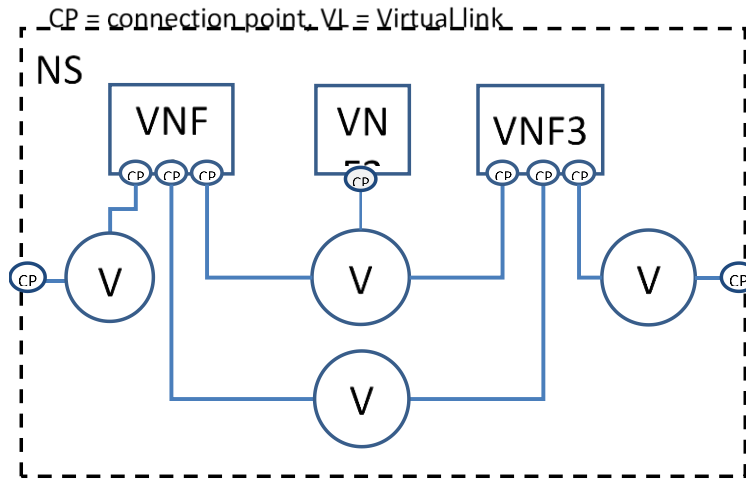 CP = connection point, VL = Virtual link
NS
VNF
VN
VNF3
CP
CP
CP
CP
CP
CP
CP
CP
V
V
V
CP
V